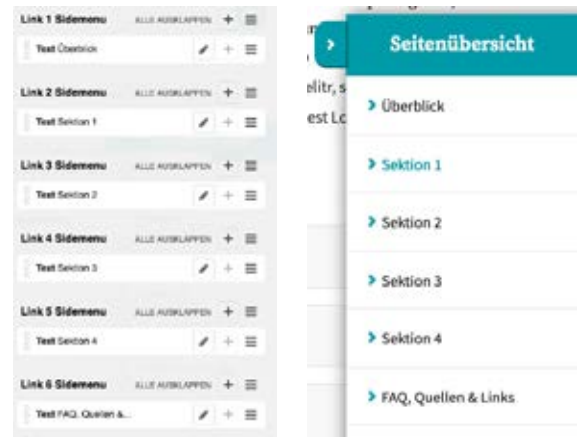 Link 1 Sidemenu ALLE AUSKLAPPEN
Text Überblick
Link 2 Sidemenu ALLE AUSKLAPPEN
Text Sektion 1
Link 3 Sidemenu ALLE AUSKLAPPEN
Text Sektion 2
Link 4 Sidemenu ALLE AUSKLAPPEN
Text Sektion 3
Link 5 Sidemenu ALLE AUSKLAPPEN
Text Sektion 4
Link 6 Sidemenu ALLE AUSKLAPPEN
Text FAQ, Quellen &...
elitr, s
est Lo
Seitenübersicht
Überblick
Sektion 1
Sektion 2
Sektion 3
Sektion 4
FAQ, Quellen & Links